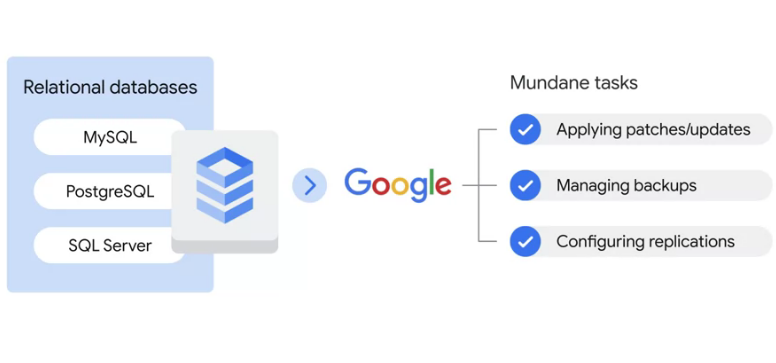 Relational databases
MySQL
PostgreSQL
SQL Server
Google
Mundane tasks
Applying patches/updates
Managing backups
Configuring replications